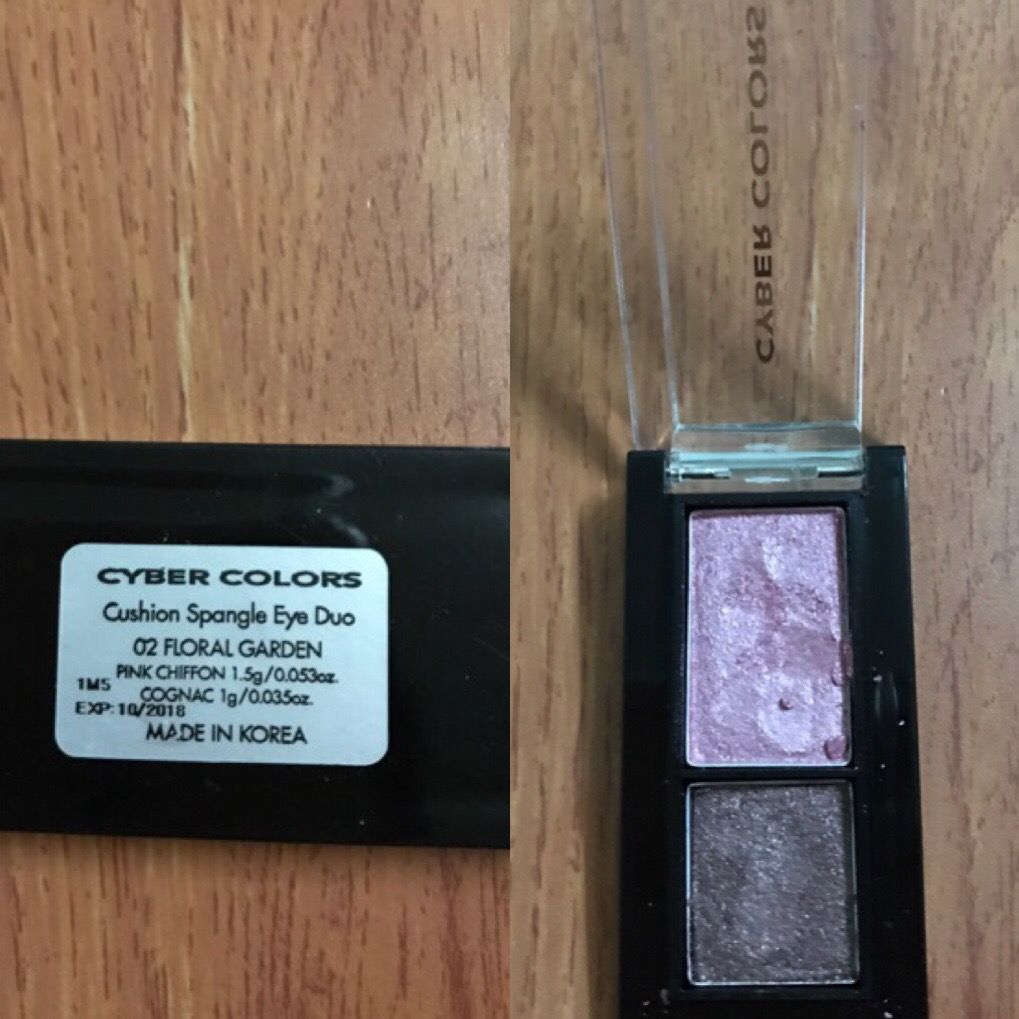 CYBER COLORS
Cushion Spangle Eye Duo
02 FLORAL GARDEN
PINK CHIFFON 1.5g/0.053oz.
1M5 COGNAC 1g/0.035oz.
EXP: 10/2018
MADE IN KOREA
CYBER COLORS